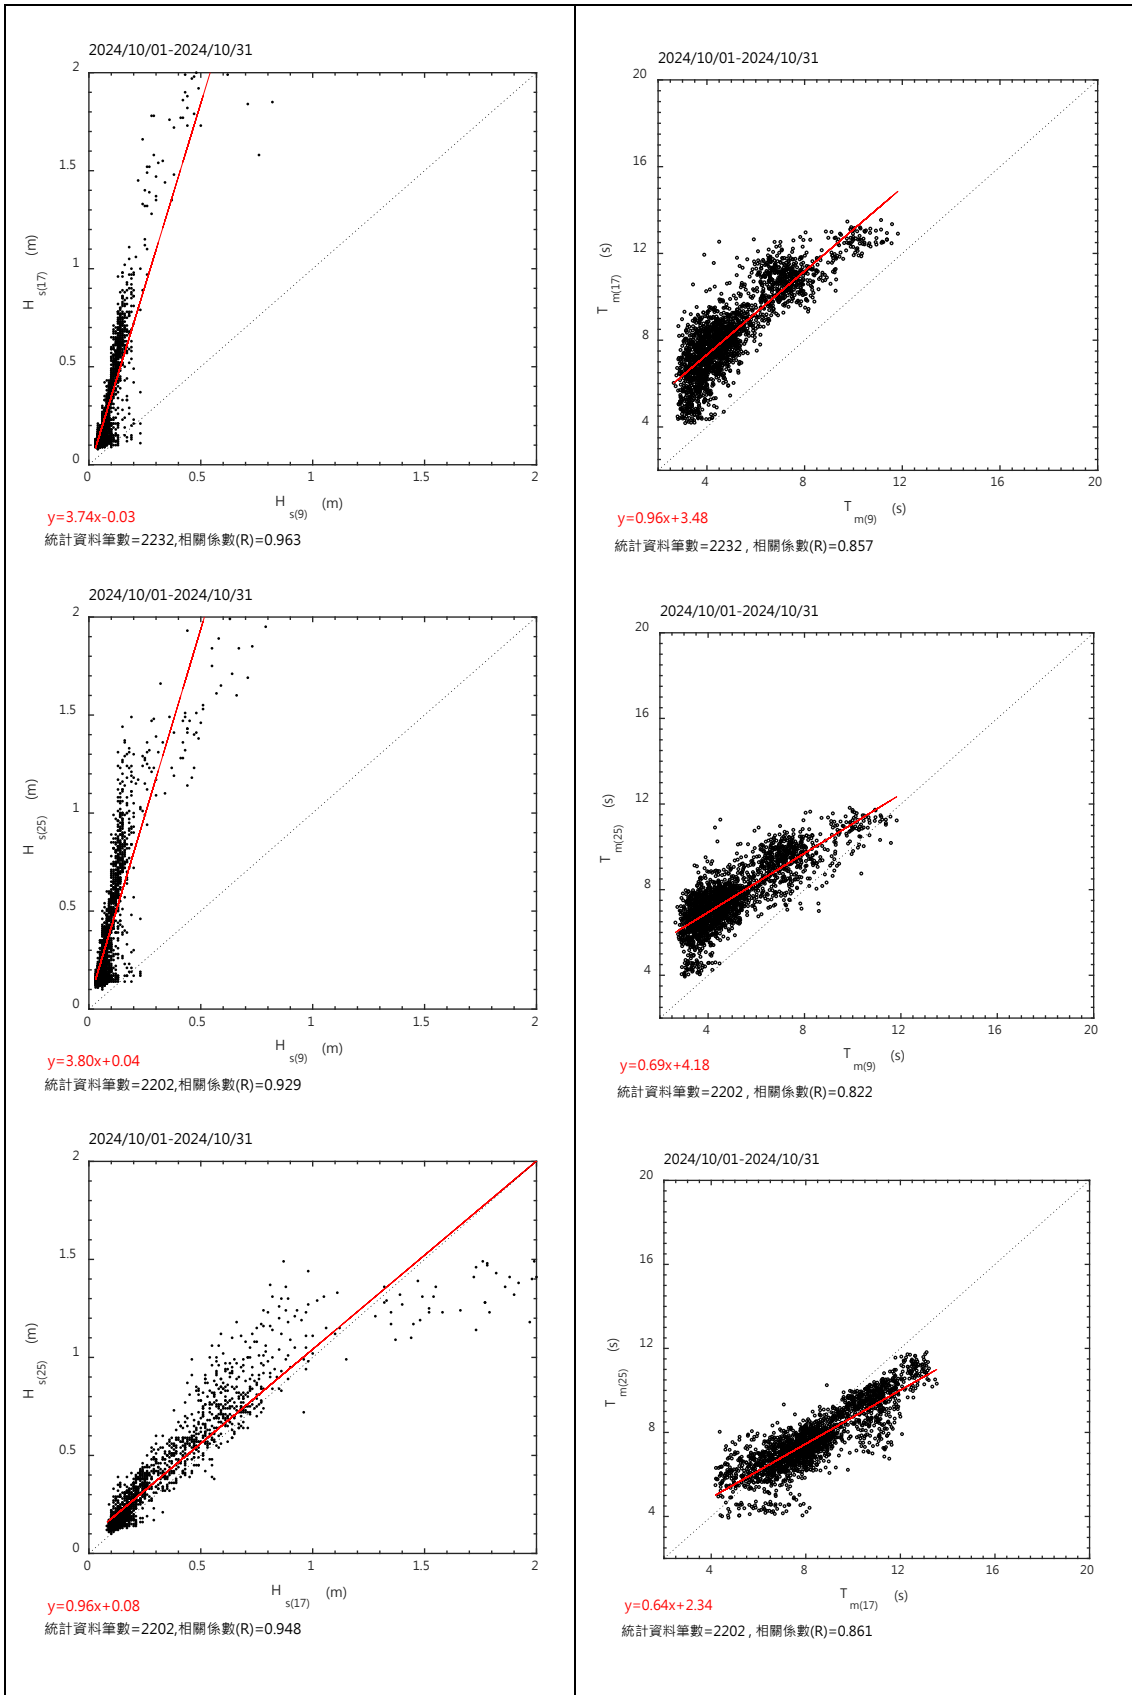 2024/10/01-2024/10/31
2
1.5
1
0.5
0
H s(17) (m)
0 0.5 1 1.5 2
H s(9) (m)
y=3.74x-0.03
統計資料筆數=2232,相關係數(R)=0.963
2024/10/01-2024/10/31
2
1.5
1
0.5
0
H s(25) (m)
0 0.5 1 1.5 2
H s(9) (m)
y=3.80x+0.04
統計資料筆數=2202,相關係數(R)=0.929
2024/10/01-2024/10/31
2
1.5
1
0.5
0
H s(25) (m)
0 0.5 1 1.5 2
H s(17) (m)
y=0.96x+0.08
統計資料筆數=2202,相關係數(R)=0.948
2024/10/01-2024/10/31
20
16
12
8
4
T m(17) (s)
4 8 12 16 20
T m(9) (s)
y=0.96x+3.48
統計資料筆數=2232 , 相關係數(R)=0.857
2024/10/01-2024/10/31
20
16
12
8
4
T m(25) (s)
4 8 12 16 20
T m(9) (s)
y=0.69x+4.18
統計資料筆數=2202 , 相關係數(R)=0.822
2024/10/01-2024/10/31
20
16
12
8
4
T m(25) (s)
4 8 12 16 20
T m(17) (s)
y=0.64x+2.34
統計資料筆數=2202 , 相關係數(R)=0.861